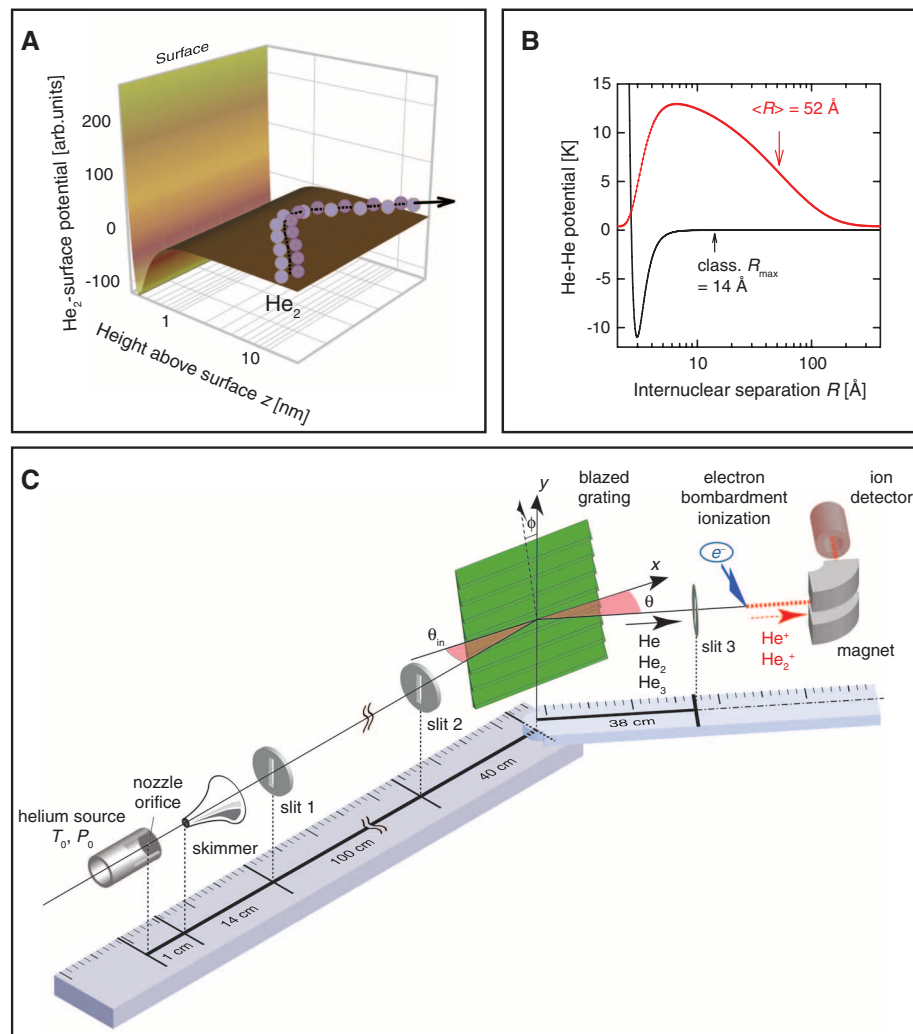 A
Surface
He2-surface potential [arb.units]
200
100
0
-100
1
10
Height above surface z [nm]
He2
B
He-He potential [K]
15
10
5
0
-5
-10
<R> = 52 Å
class. Rmax
= 14 Å
10
100
Internuclear separation R [Å]
C
blazed
grating
electron
bombardment
ionization
ion
detector
y
ϕ
e–
x
θ
θin
He
He2
He3
slit 3
He+
He2+
magnet
slit 2
38 cm
40 cm
slit 1
nozzle
orifice
helium source
T0, P0
skimmer
100 cm
14 cm
1 cm